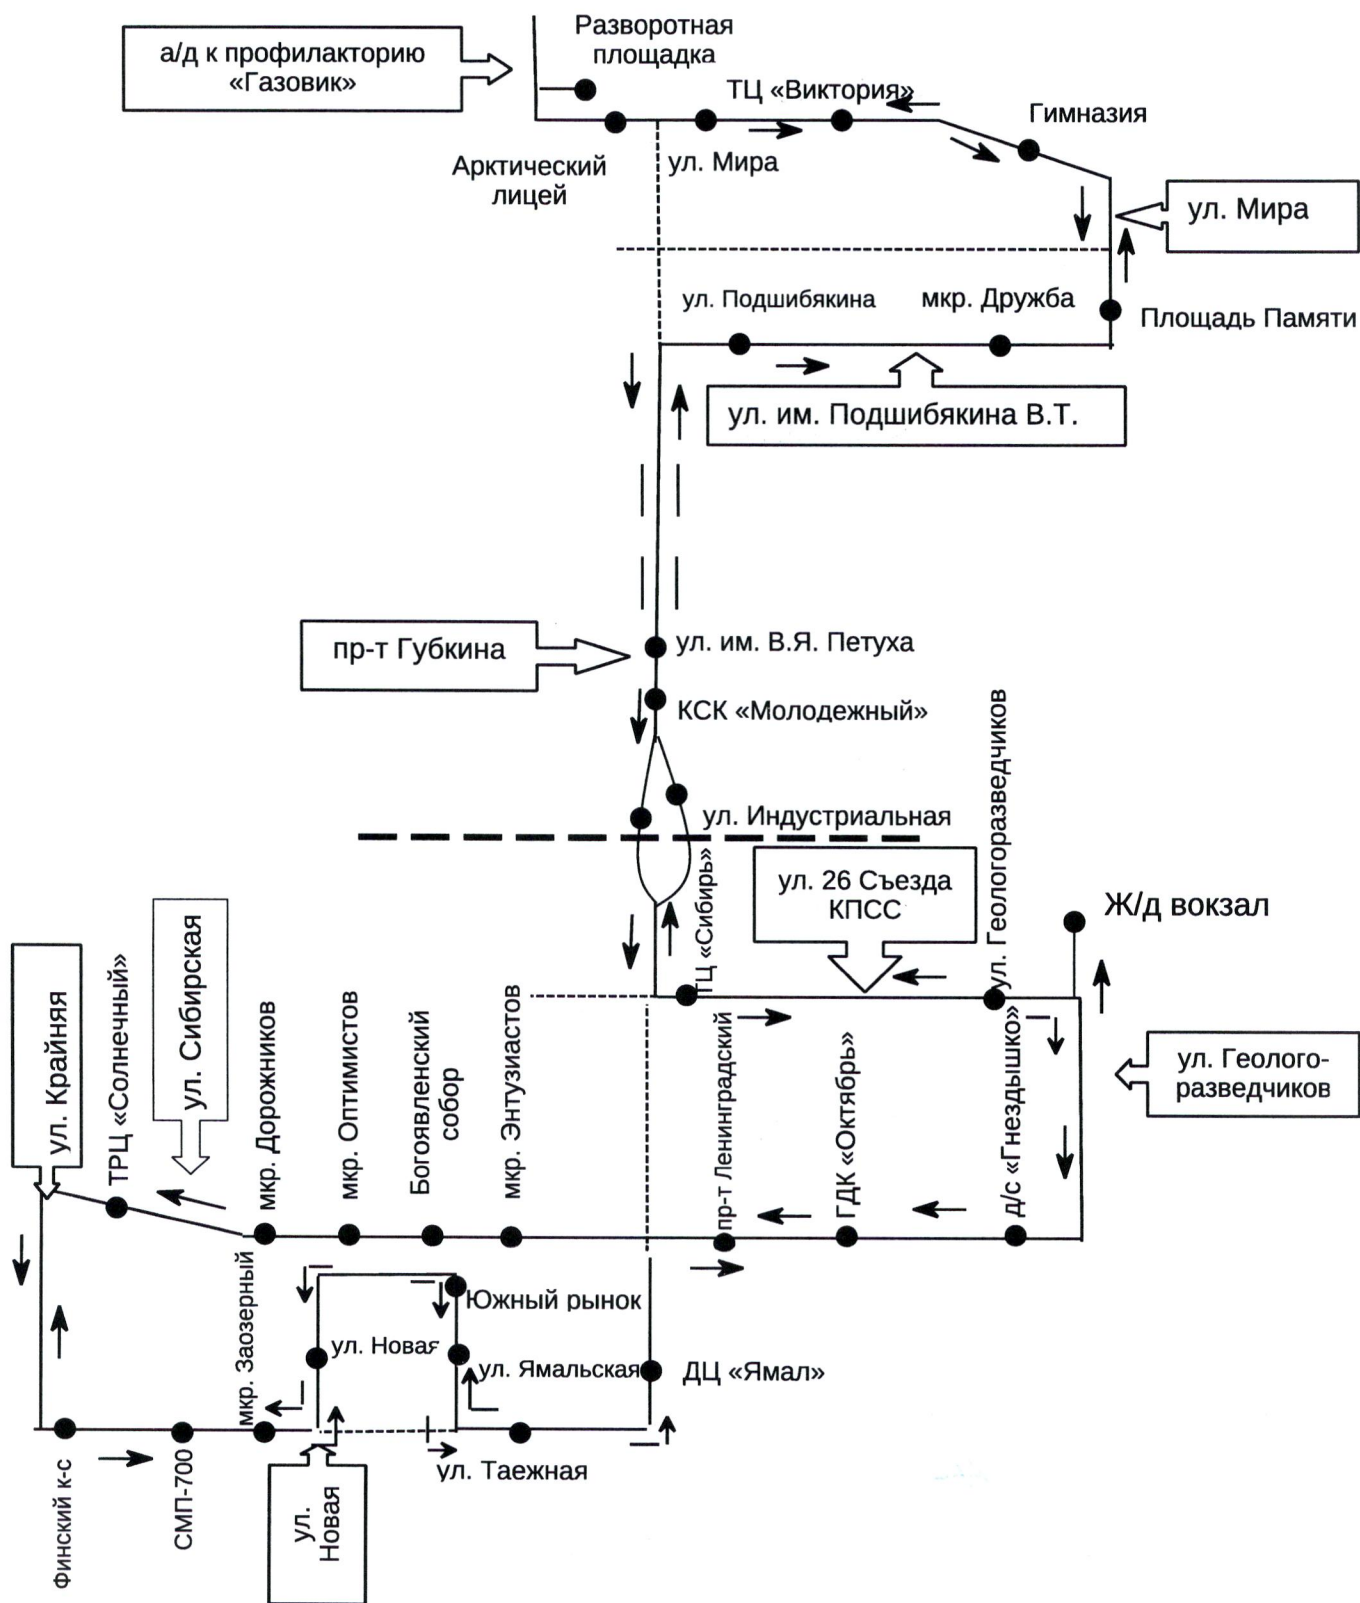 Разворотная
площадка
а/д к профилакторию
«Газовик»
ТЦ «Виктория»
Гимназия
Арктический
лицей
ул. Мира
ул. Мира
ул. Подшибякина
мкр. Дружба
Площадь Памяти
ул. им. Подшибякина В.Т.
пр-т Губкина
ул. им. В.Я. Петуха
КСК «Молодежный»
ул. Индустриальная
ул. Геологоразведчиков
ТЦ «Сибирь»
ул. 26 Съезда
КПСС
Ж/д вокзал
ул. Крайняя
ТРЦ «Солнечный»
ул. Сибирская
мкр. Дорожников
мкр. Оптимистов
Богоявленский
собор
мкр. Энтузиастов
пр-т Ленинградский
ГДК «Октябрь»
д/с «Гнездышко»
ул. Геолого-
разведчиков
мкр. Заозерный
Южный рынок
ул. Новая
ул. Ямальская
ДЦ «Ямал»
ул. Таежная
Финский к-с
СМП-700
ул.
Новая